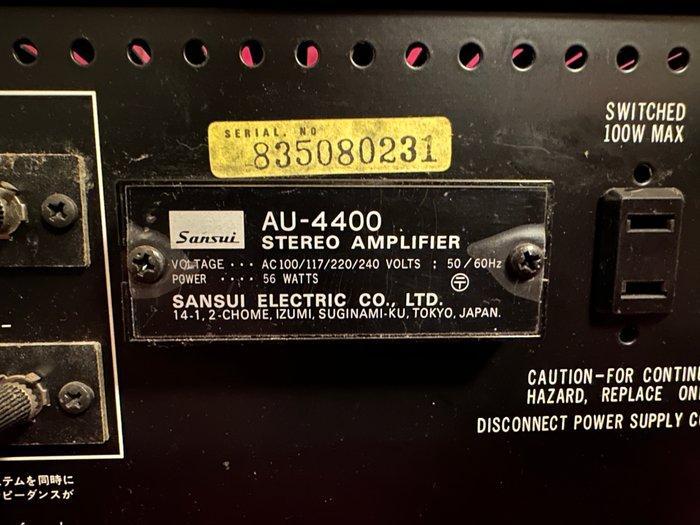 SERIAL. NO
835080231
SWITCHED
100W MAX
Sansui
AU-4400
STEREO AMPLIFIER
VOLTAGE ··· AC100/117/220/240 VOLTS : 50/60Hz
POWER ···· 56 WATTS
SANSUI ELECTRIC CO., LTD.
14-1, 2-CHOME, IZUMI, SUGINAMI-KU, TOKYO, JAPAN.
CAUTION-FOR CONTINU
HAZARD, REPLACE ON
DISCONNECT POWER SUPPLY CO
テムを同時に
ピーダンスが